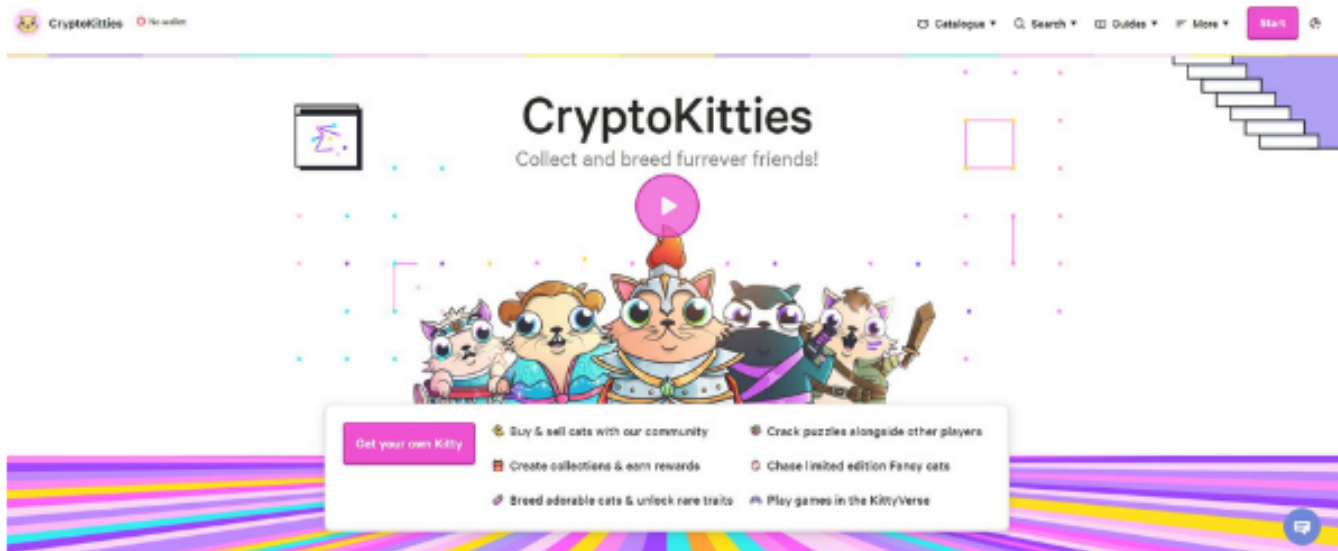 CryptoKitties No wallet
Catalogue Search Guides More Start
CryptoKitties
Collect and breed furrever friends!
Get your own Kitty
Buy & sell cats with our community
Create collections & earn rewards
Breed adorable cats & unlock rare traits
Crack puzzles alongside other players
Chase limited edition Fancy cats
Play games in the KittyVerse